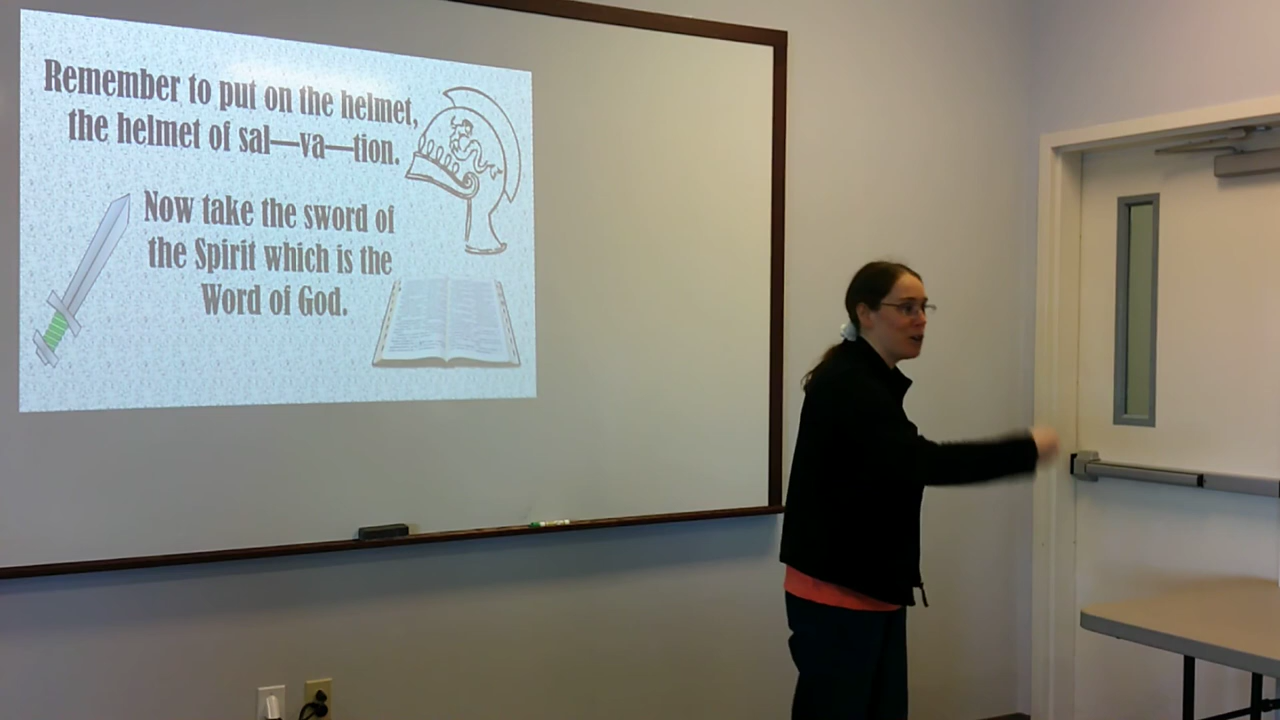 Remember to put on the helmet,
the helmet of sal—va—tion.
Now take the sword of
the Spirit which is the
Word of God.